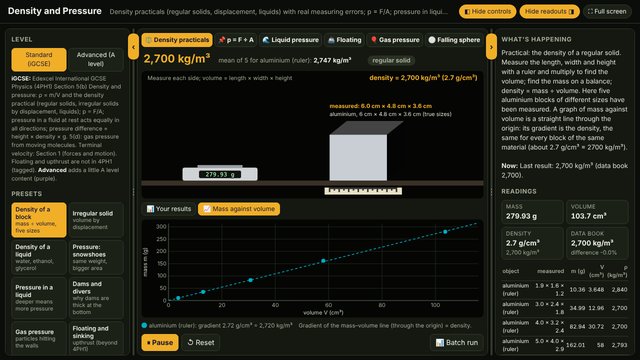 Density and Pressure
Density practicals (regular solids, displacement, liquids) with real measuring errors; p = F/A; pressure in liqui...
Hide controls
Hide readouts
Full screen
LEVEL
Standard (iGCSE)
Advanced (A level)
iGCSE: Edexcel International GCSE Physics (4PH1) Section 5(b) Density and pressure: ρ = m/V and the density practical (regular solids, irregular solids by displacement, liquids); p = F/A; pressure in a fluid at rest acts equally in all directions; pressure difference = height × density × g. 5(d): gas pressure from moving molecules. Terminal velocity: Section 1 (forces and motion). Floating and upthrust are not in 4PH1 (tagged). Advanced adds a little A level content (purple).
PRESETS
Density of a block
mass ÷ volume, five sizes
Irregular solid
volume by displacement
Density of a liquid
water, ethanol, glycerol
Pressure: snowshoes
same weight, bigger area
Pressure in a liquid
deeper means more pressure
Dams and divers
why dams are thick at the bottom
Gas pressure
particles hitting the walls
Floating and sinking
upthrust (beyond 4PH1)
Density practicals
p = F/A
Liquid pressure
Floating
Gas pressure
Falling sphere
2,700 kg/m³
mean of 5 for aluminium (ruler): 2,747 kg/m³
regular solid
Measure each side; volume = length × width × height
density = 2,700 kg/m³ (2.7 g/cm³)
measured: 6.0 cm × 4.8 cm × 3.6 cm
aluminium, 6 cm × 4.8 cm × 3.6 cm (true sizes)
279.93 g
Your results
Mass against volume
mass m (g)
300
250
200
150
100
50
0
0
20
40
60
80
100
volume V (cm³)
aluminium (ruler): gradient 2.72 g/cm³ = 2,720 kg/m³ Gradient of the mass–volume line (through the origin) = density.
Pause
Reset
Batch run
WHAT'S HAPPENING
Practical: the density of a regular solid. Measure the length, width and height with a ruler and multiply to find the volume; find the mass on a balance; density = mass ÷ volume. Here five aluminium blocks of different sizes have been measured. A graph of mass against volume is a straight line through the origin: its gradient is the density, the same for every block of the same material (about 2.7 g/cm³ = 2700 kg/m³).
Now: Last result: 2,700 kg/m³ (data book 2,700).
READINGS
MASS
279.93 g
VOLUME
103.7 cm³
DENSITY
2.7 g/cm³
2,700 kg/m³
DATA BOOK
2,700 kg/m³
difference -0.0%
object measured m (g) V (cm³) ρ (kg/m³)
aluminium (ruler) 1.9 × 1.6 × 1.2 10.36 3.648 2,840
aluminium (ruler) 3.0 × 2.4 × 1.8 34.99 12.96 2,700
aluminium (ruler) 4.0 × 3.2 × 2.4 82.94 30.72 2,700
aluminium (ruler) 5.0 × 4.0 × 2.9 162.01 58 2,793